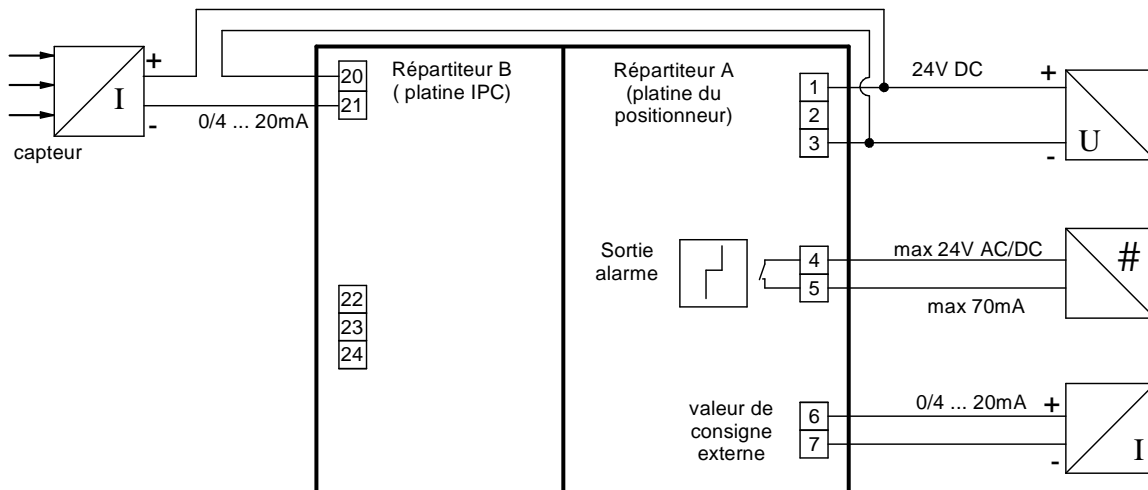 +
I
-
capteur
0/4 ... 20mA
20
21
Répartiteur B
( platine IPC)
22
23
24
Répartiteur A
(platine du
positionneur)
1
2
3
24V DC
+
U
-
Sortie
alarme
4
5
max 24V AC/DC
max 70mA
#
valeur de
consigne
externe
6
7
0/4 ... 20mA
+
-
I